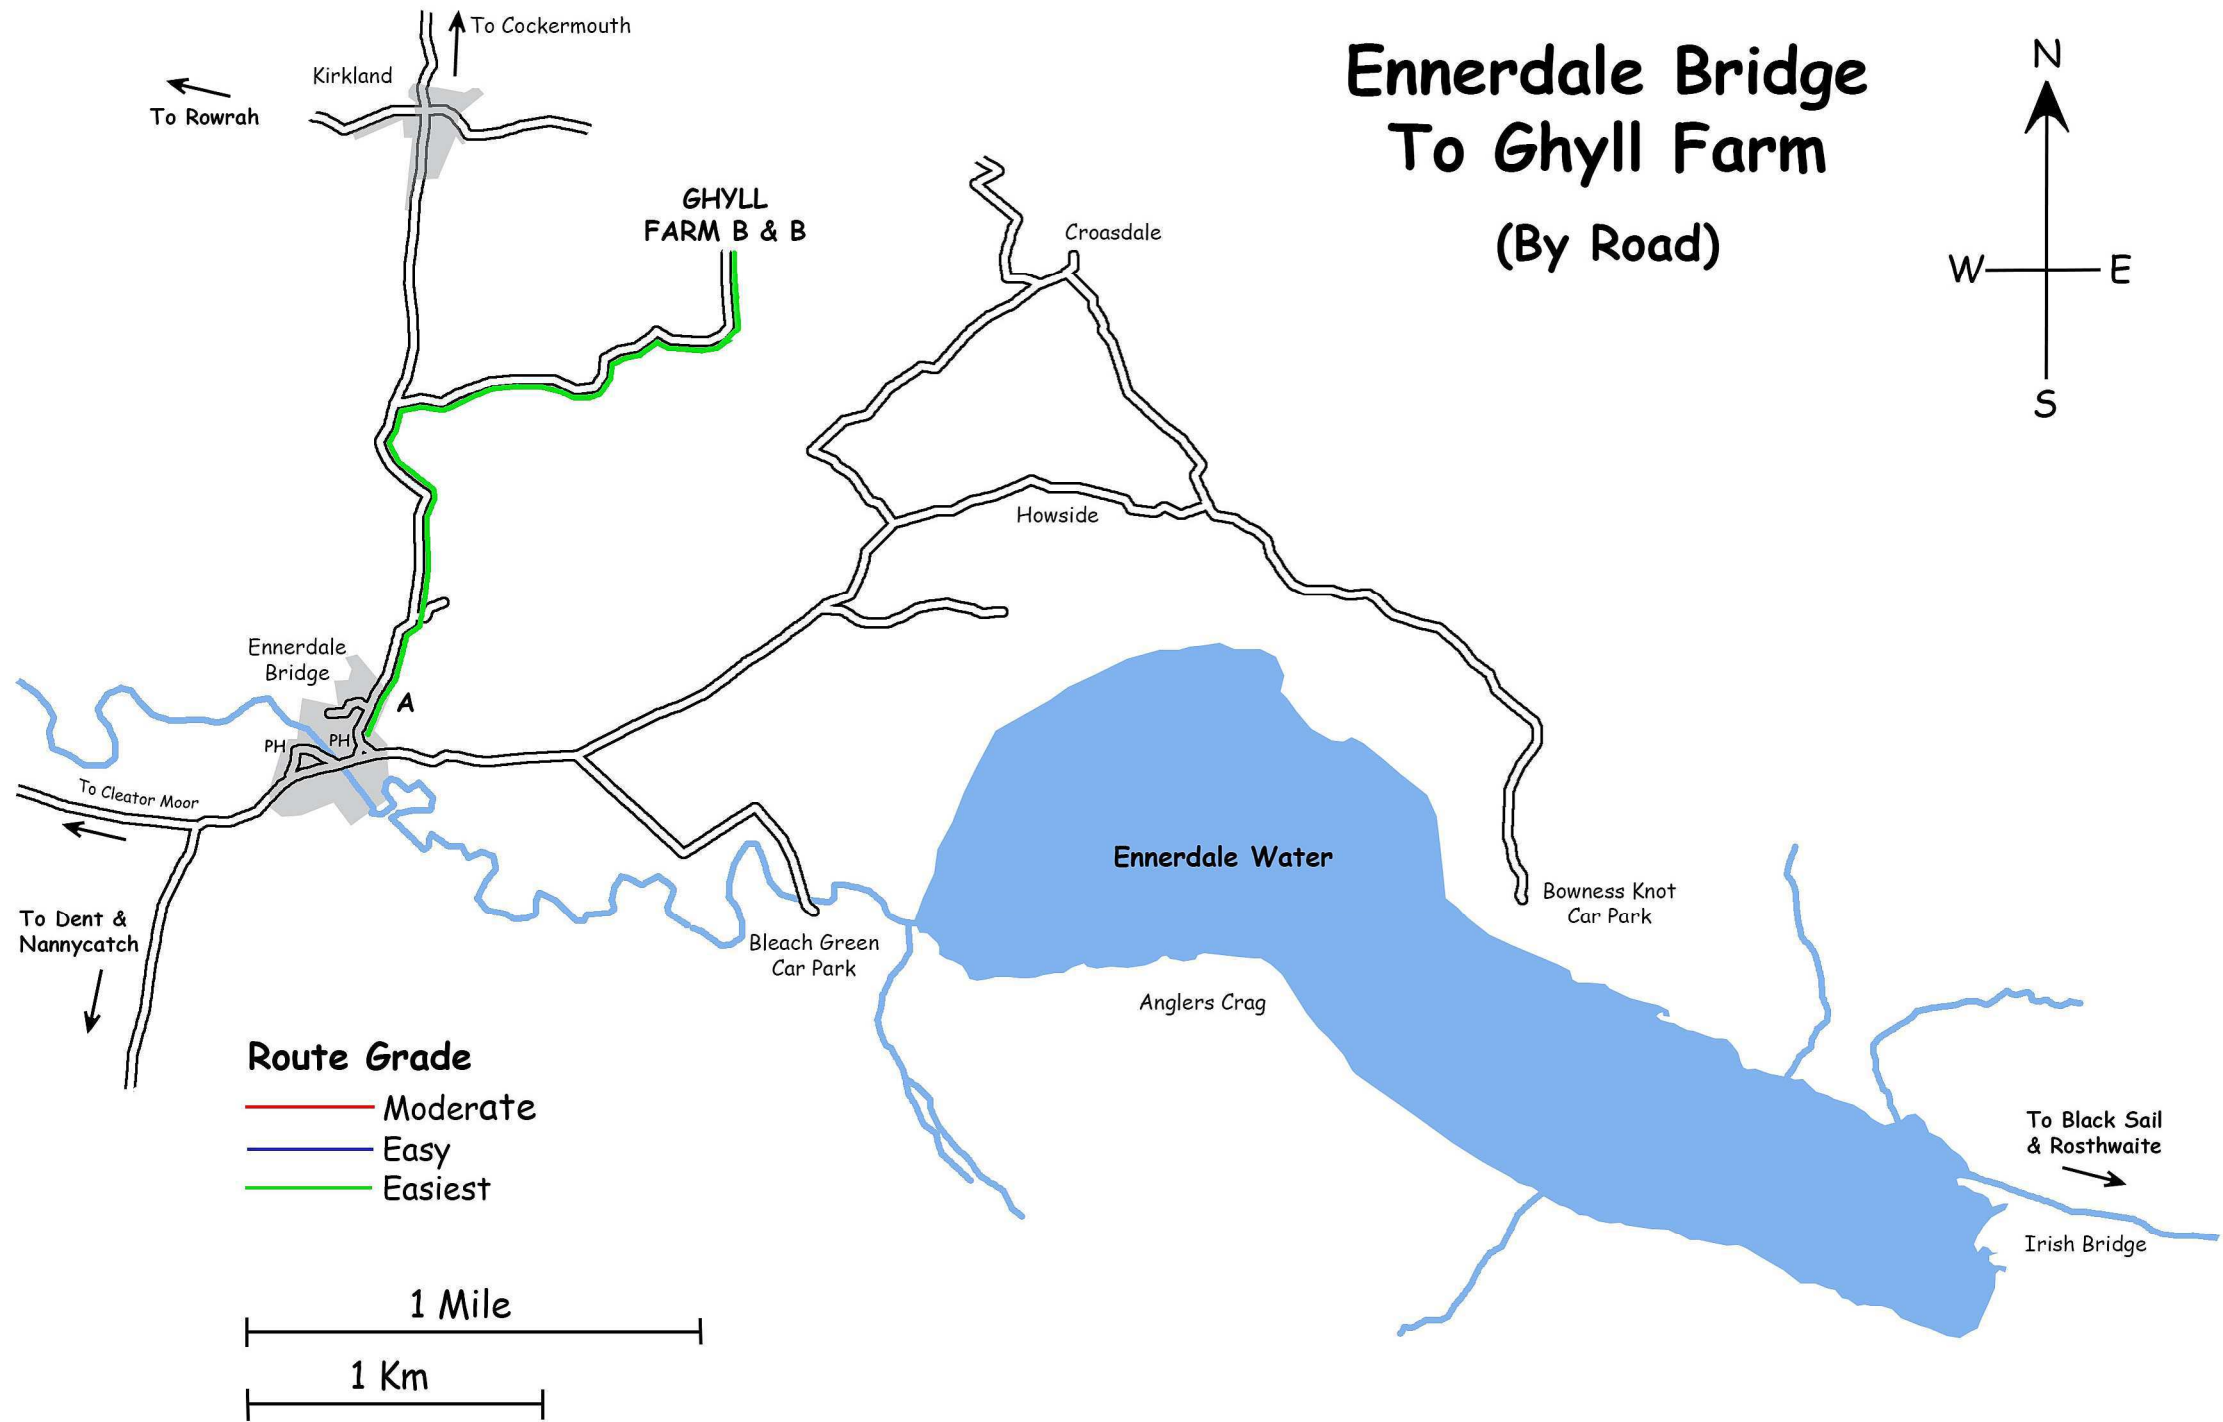 To Cockermouth
Kirkland
To Rowrah
Ennerdale Bridge
To Ghyll Farm
(By Road)
N
W
E
S
GHYLL
FARM B & B
Croasdale
Howside
Ennerdale
Bridge
A
PH
PH
To Cleator Moor
To Dent &
Nannycatch
Ennerdale Water
Bowness Knot
Car Park
Bleach Green
Car Park
Anglers Crag
To Black Sail
& Rosthwaite
Irish Bridge
Route Grade
Moderate
Easy
Easiest
1 Mile
1 Km